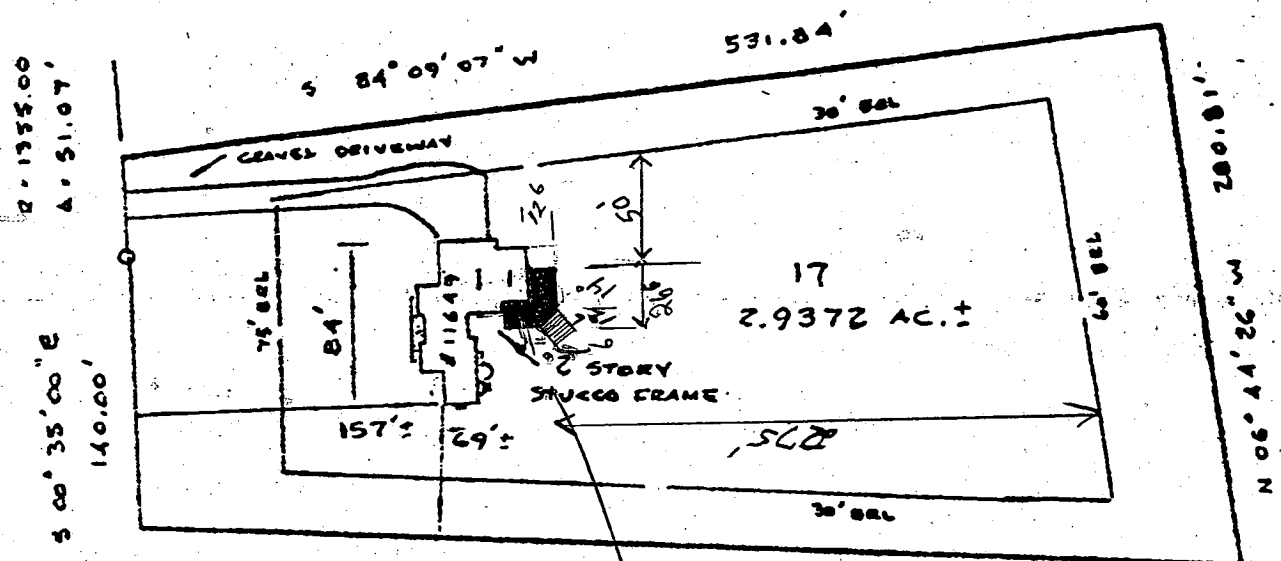 R = 1355.00
A = 51.07'
S 84° 09' 07" W
531.84'
GRAVEL DRIVEWAY
30' BRL
280.81'
N 06° 44' 26" W
50'
75' BRL
84'
#11649
17
2.9372 AC.±
60' BRL
2 STORY
STUCCO FRAME
S 00° 35' 00" E
140.00'
157'±
69'±
30' BRL